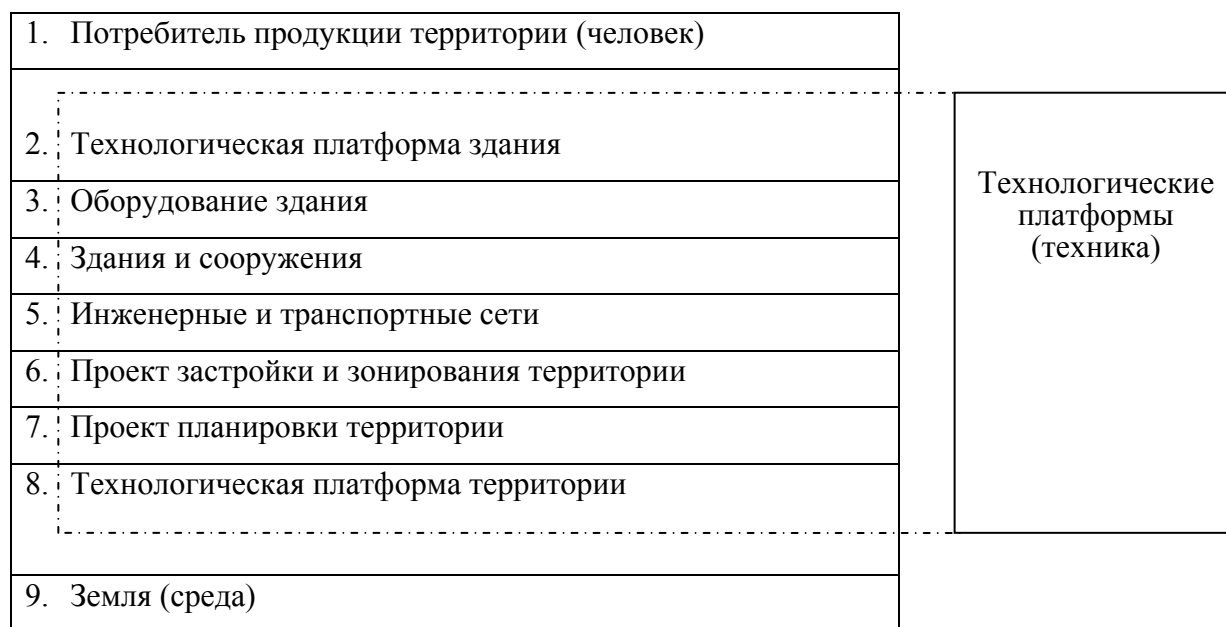 1. Потребитель продукции территории (человек)
2. Технологическая платформа здания
3. Оборудование здания
4. Здания и сооружения
5. Инженерные и транспортные сети
6. Проект застройки и зонирования территории
7. Проект планировки территории
8. Технологическая платформа территории
9. Земля (среда)
Технологические
платформы
(техника)